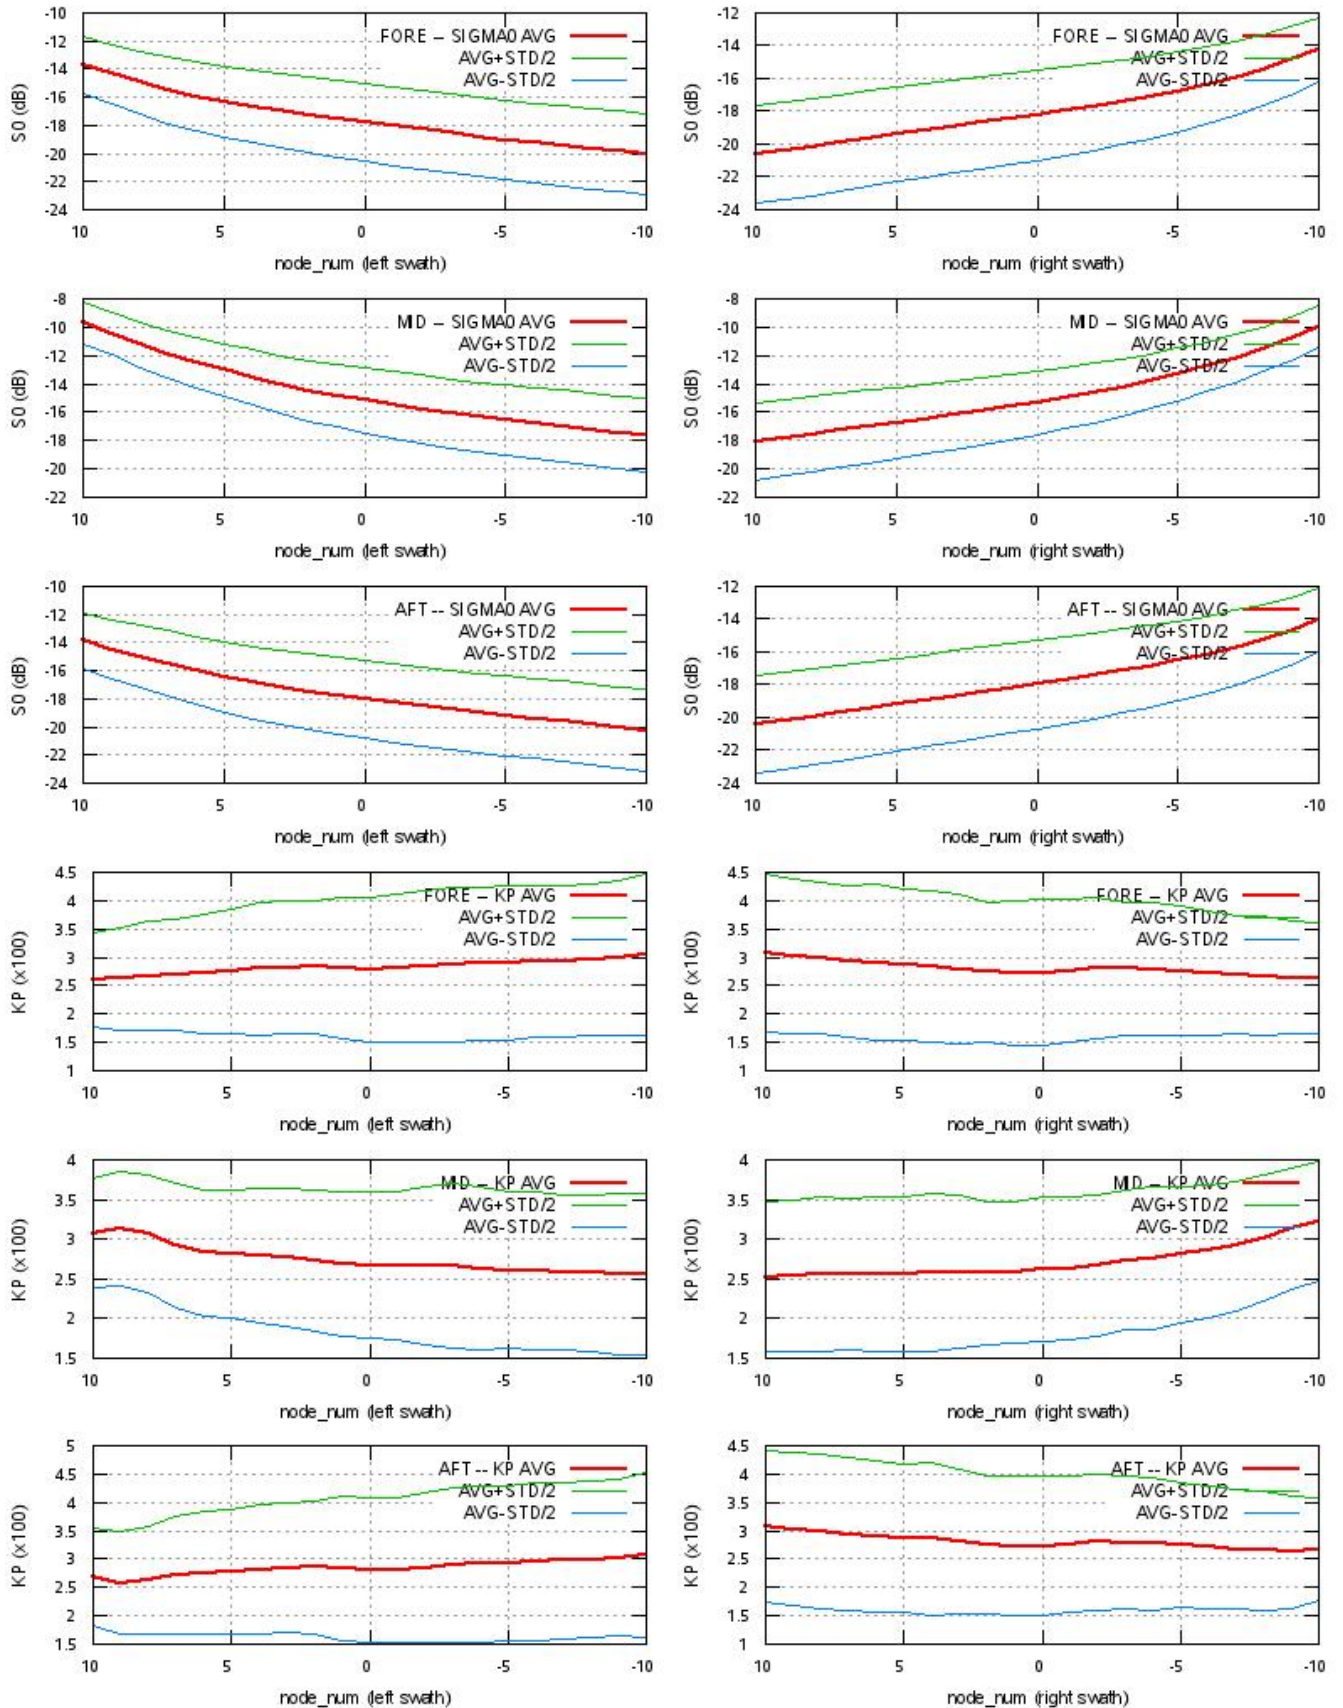 -10
-12
-14
-16
-18
-20
-22
-24
S0 (dB)
FORE -- SIGMA0 AVG
AVG+STD/2
AVG-STD/2
10 5 0 -5 -10
node_num (left swath)
-12
-14
-16
-18
-20
-22
-24
S0 (dB)
FORE -- SIGMA0 AVG
AVG+STD/2
AVG-STD/2
10 5 0 -5 -10
node_num (right swath)
-8
-10
-12
-14
-16
-18
-20
-22
S0 (dB)
MID -- SIGMA0 AVG
AVG+STD/2
AVG-STD/2
10 5 0 -5 -10
node_num (left swath)
-8
-10
-12
-14
-16
-18
-20
-22
S0 (dB)
MID -- SIGMA0 AVG
AVG+STD/2
AVG-STD/2
10 5 0 -5 -10
node_num (right swath)
-10
-12
-14
-16
-18
-20
-22
-24
S0 (dB)
AFT -- SIGMA0 AVG
AVG+STD/2
AVG-STD/2
10 5 0 -5 -10
node_num (left swath)
-12
-14
-16
-18
-20
-22
-24
S0 (dB)
AFT -- SIGMA0 AVG
AVG+STD/2
AVG-STD/2
10 5 0 -5 -10
node_num (right swath)
4.5
4
3.5
3
2.5
2
1.5
1
KP (x100)
FORE -- KP AVG
AVG+STD/2
AVG-STD/2
10 5 0 -5 -10
node_num (left swath)
4.5
4
3.5
3
2.5
2
1.5
1
KP (x100)
FORE -- KP AVG
AVG+STD/2
AVG-STD/2
10 5 0 -5 -10
node_num (right swath)
4
3.5
3
2.5
2
1.5
KP (x100)
MID -- KP AVG
AVG+STD/2
AVG-STD/2
10 5 0 -5 -10
node_num (left swath)
4
3.5
3
2.5
2
1.5
KP (x100)
MID -- KP AVG
AVG+STD/2
AVG-STD/2
10 5 0 -5 -10
node_num (right swath)
5
4.5
4
3.5
3
2.5
2
1.5
KP (x100)
AFT -- KP AVG
AVG+STD/2
AVG-STD/2
10 5 0 -5 -10
node_num (left swath)
4.5
4
3.5
3
2.5
2
1.5
1
KP (x100)
AFT -- KP AVG
AVG+STD/2
AVG-STD/2
10 5 0 -5 -10
node_num (right swath)